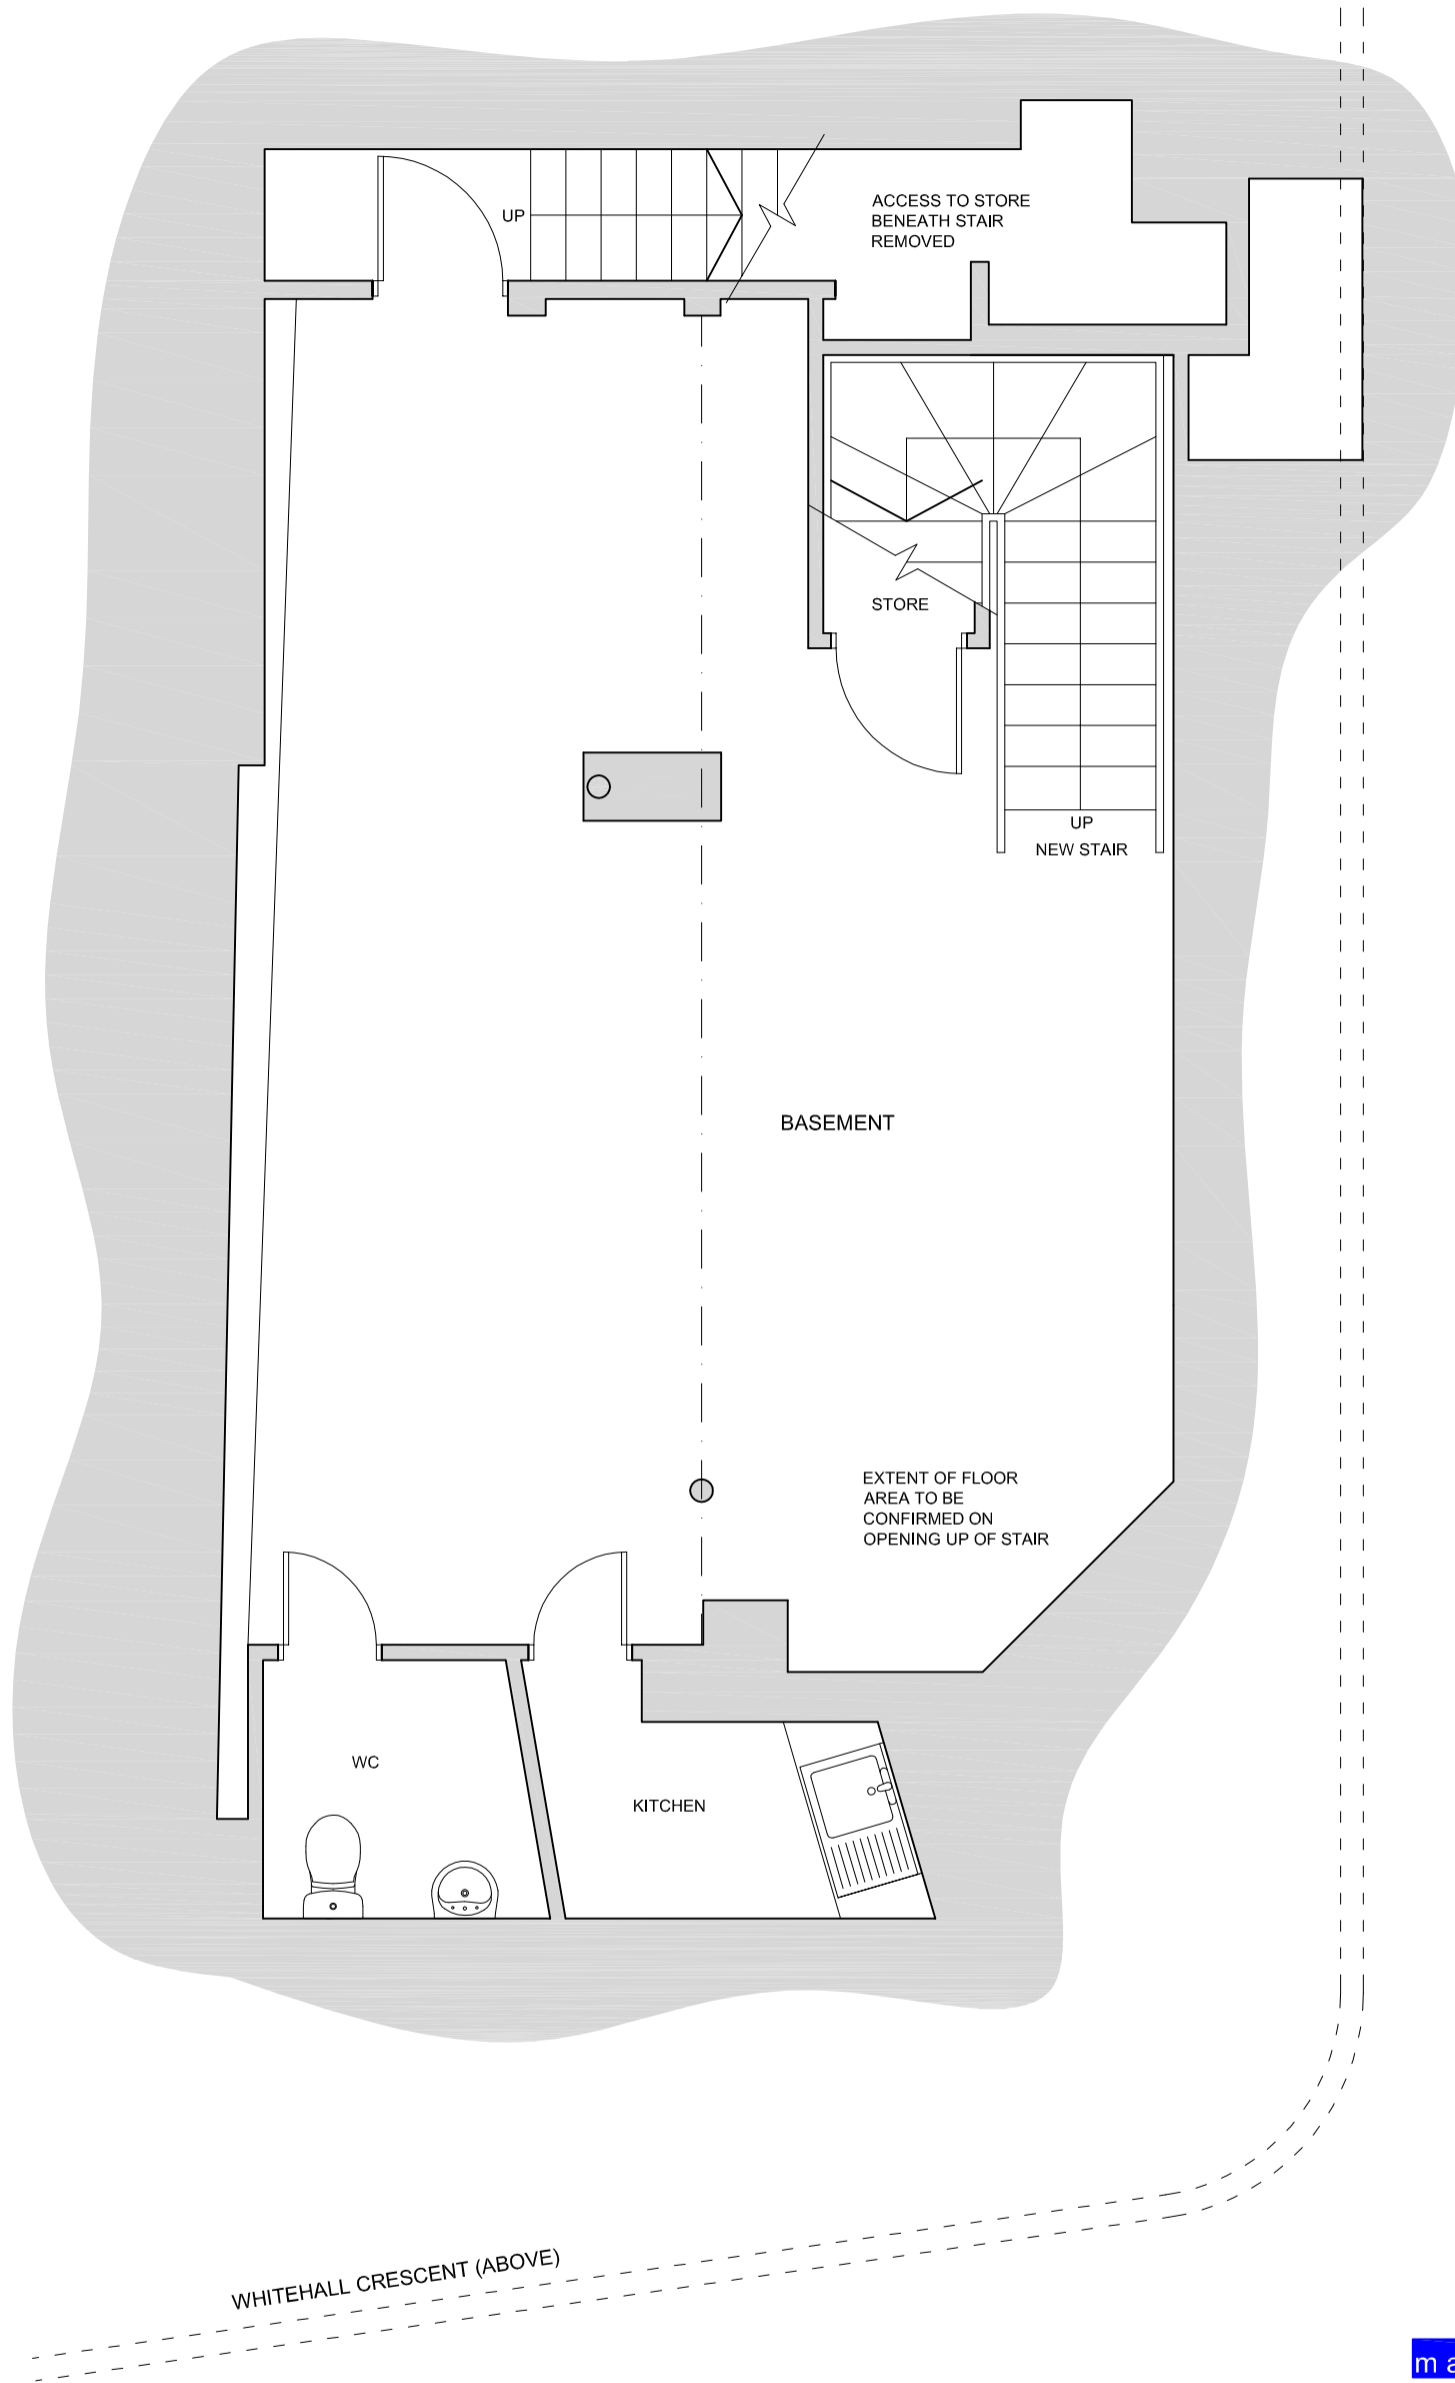 ACCESS TO STORE
BENEATH STAIR
REMOVED
UP
STORE
UP
NEW STAIR
BASEMENT
EXTENT OF FLOOR
AREA TO BE
CONFIRMED ON
OPENING UP OF STAIR
WC
KITCHEN
WHITEHALL CRESCENT (ABOVE)